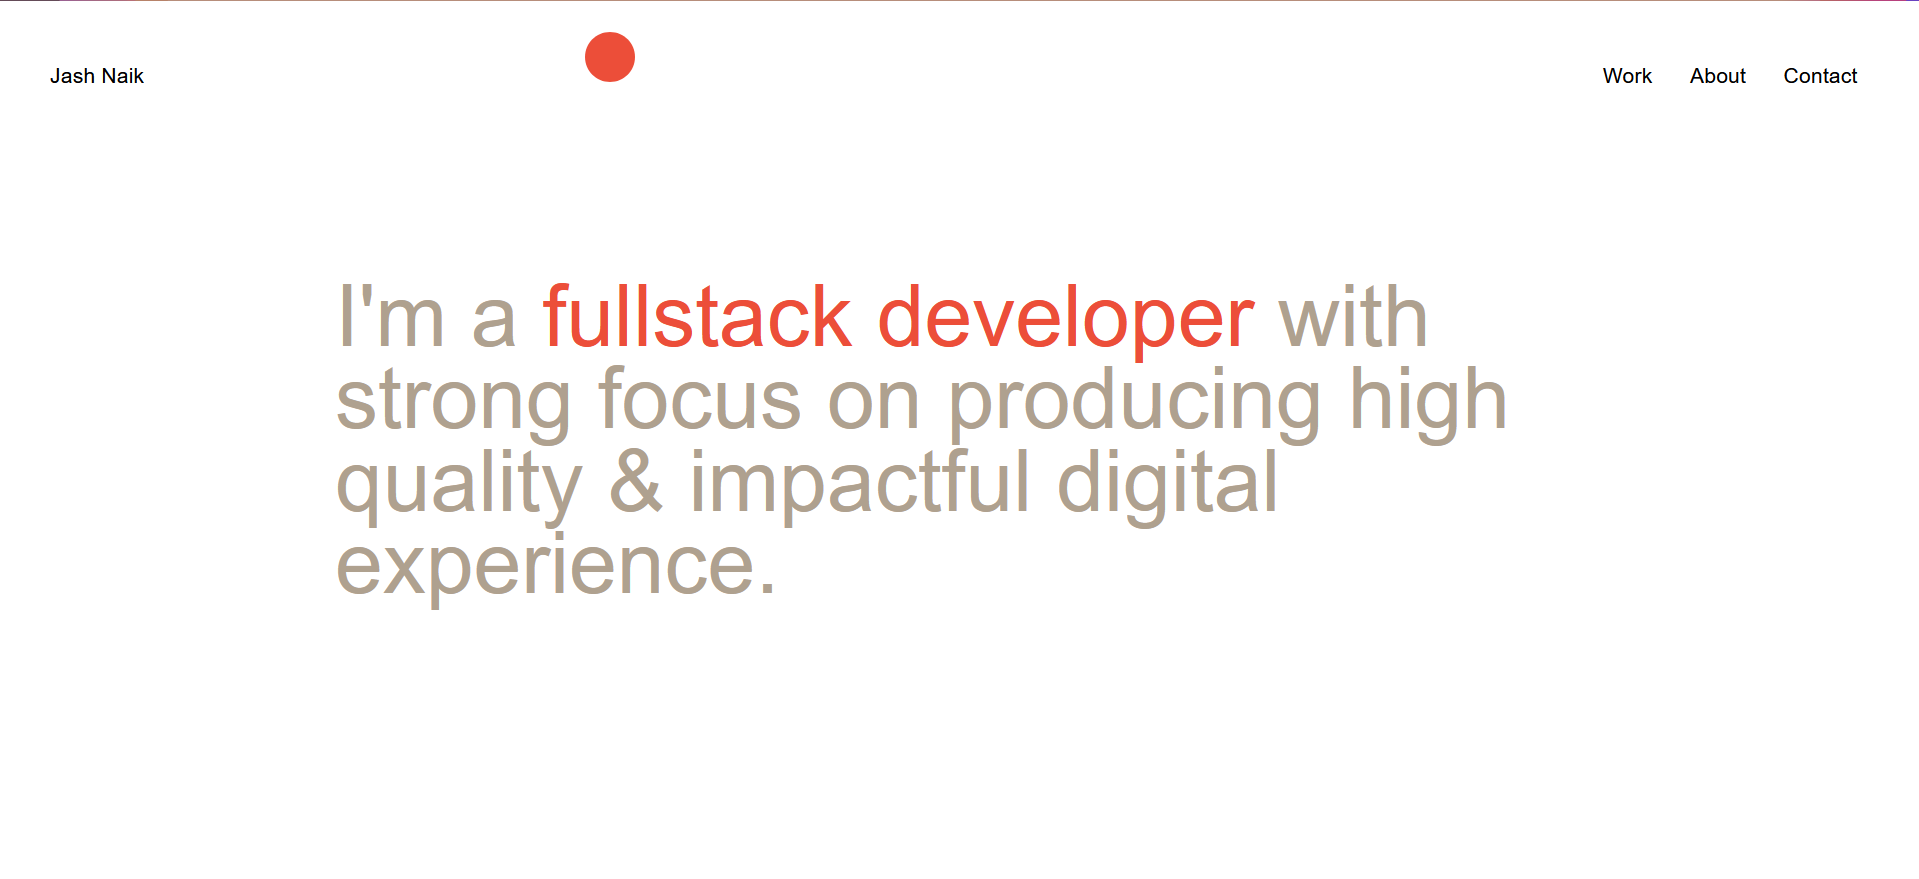 Jash Naik
Work About Contact
I'm a fullstack developer with
strong focus on producing high
quality & impactful digital
experience.